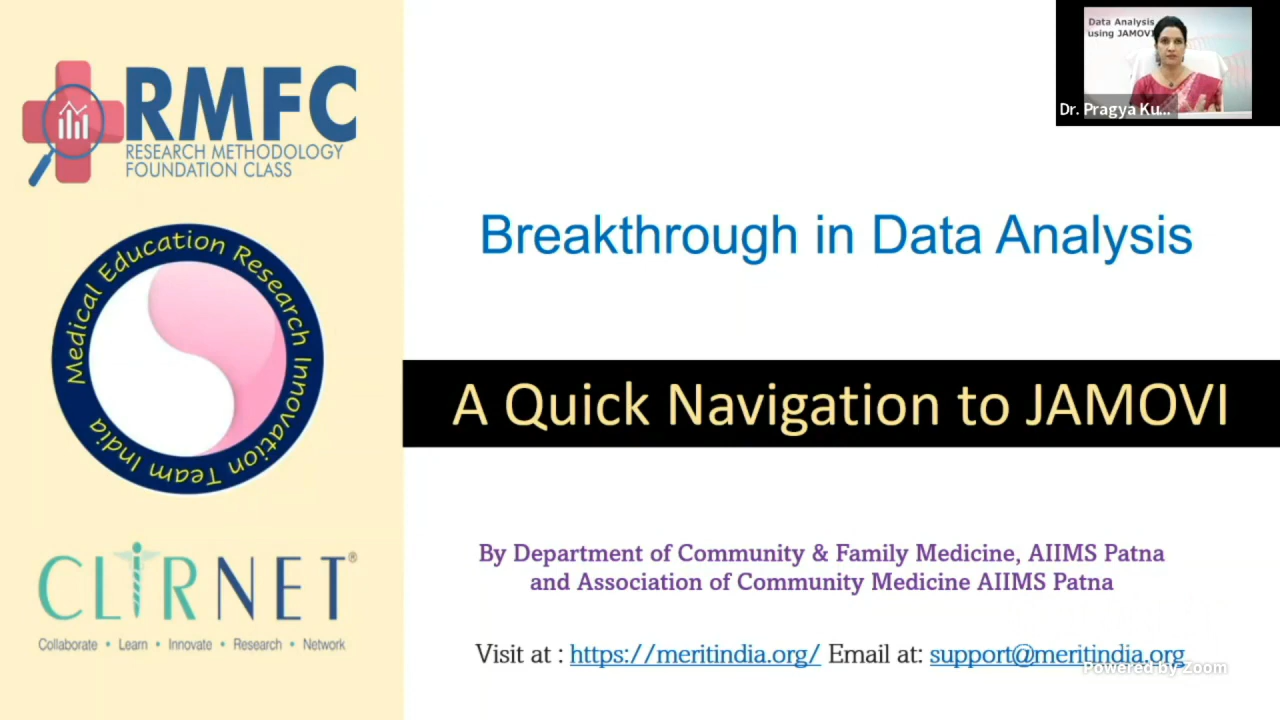 RMFC
RESEARCH METHODOLOGY
FOUNDATION CLASS
Medical Education Research Innovation Team India
CLIRNET®
Collaborate • Learn • Innovate • Research • Network
Data Analysis
using JAMOVI
Dr. Pragya Ku...
Breakthrough in Data Analysis
A Quick Navigation to JAMOVI
By Department of Community & Family Medicine, AIIMS Patna
and Association of Community Medicine AIIMS Patna
Visit at : https://meritindia.org/ Email at: support@meritindia.org
Powered by Zoom